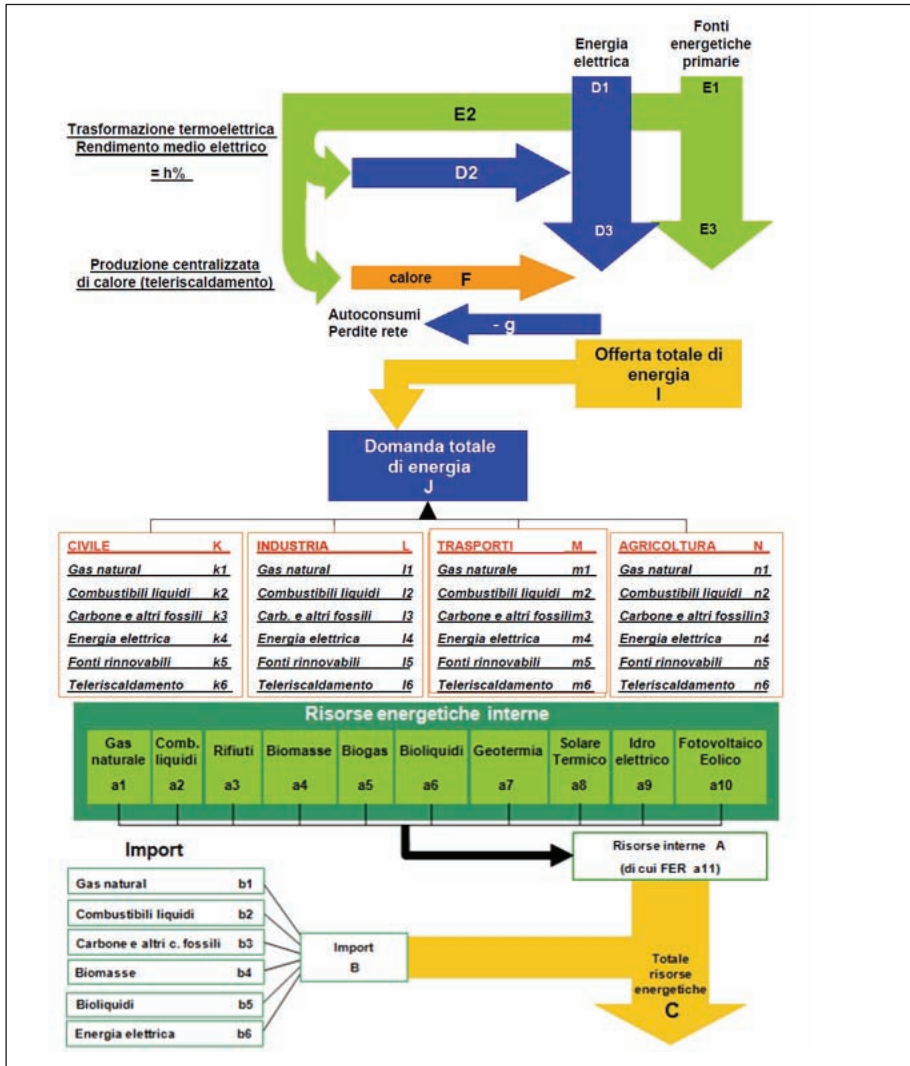 Energia
elettrica
Fonti
energetiche
primarie
D1
E1
E2
Trasformazione termoelettrica
Rendimento medio elettrico
= h%
D2
D3
E3
Produzione centralizzata
di calore (teleriscaldamento)
calore F
Autoconsumi
Perdite rete
- g
Offerta totale di
energia
I
Domanda totale
di energia
J
CIVILE K
Gas natural k1
Combustibili liquidi k2
Carbone e altri fossili k3
Energia elettrica k4
Fonti rinnovabili k5
Teleriscaldamento k6
INDUSTRIA L
Gas natural l1
Combustibili liquidi l2
Carb. e altri fossili l3
Energia elettrica l4
Fonti rinnovabili l5
Teleriscaldamento l6
TRASPORTI M
Gas naturale m1
Combustibili liquidi m2
Carbone e altri fossili m3
Energia elettrica m4
Fonti rinnovabili m5
Teleriscaldamento m6
AGRICOLTURA N
Gas natural n1
Combustibili liquidi n2
Carbone e altri fossili n3
Energia elettrica n4
Fonti rinnovabili n5
Teleriscaldamento n6
Risorse energetiche interne
Gas
naturale
a1
Comb.
liquidi
a2
Rifiuti
a3
Biomasse
a4
Biogas
a5
Bioliquidi
a6
Geotermia
a7
Solare
Termico
a8
Idro
elettrico
a9
Fotovoltaico
Eolico
a10
Import
Risorse interne A
(di cui FER a11)
Gas natural b1
Combustibili liquidi b2
Carbone e altri c. fossili b3
Biomasse b4
Bioliquidi b5
Energia elettrica b6
Import
B
Totale
risorse
energetiche
C